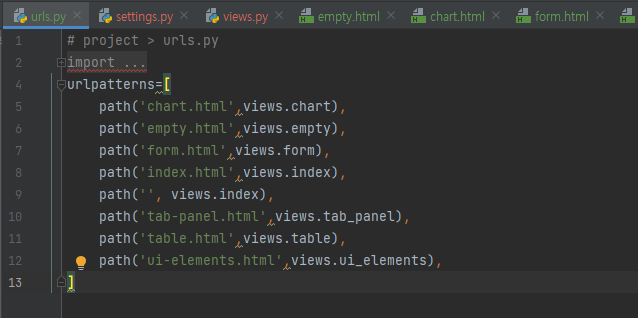 urls.py settings.py views.py empty.html chart.html form.html
1 # project > urls.py
2 import ...
4 urlpatterns=[
5 path('chart.html',views.chart),
6 path('empty.html',views.empty),
7 path('form.html',views.form),
8 path('index.html',views.index),
9 path('', views.index),
10 path('tab-panel.html',views.tab_panel),
11 path('table.html',views.table),
12 path('ui-elements.html',views.ui_elements),
13 ]